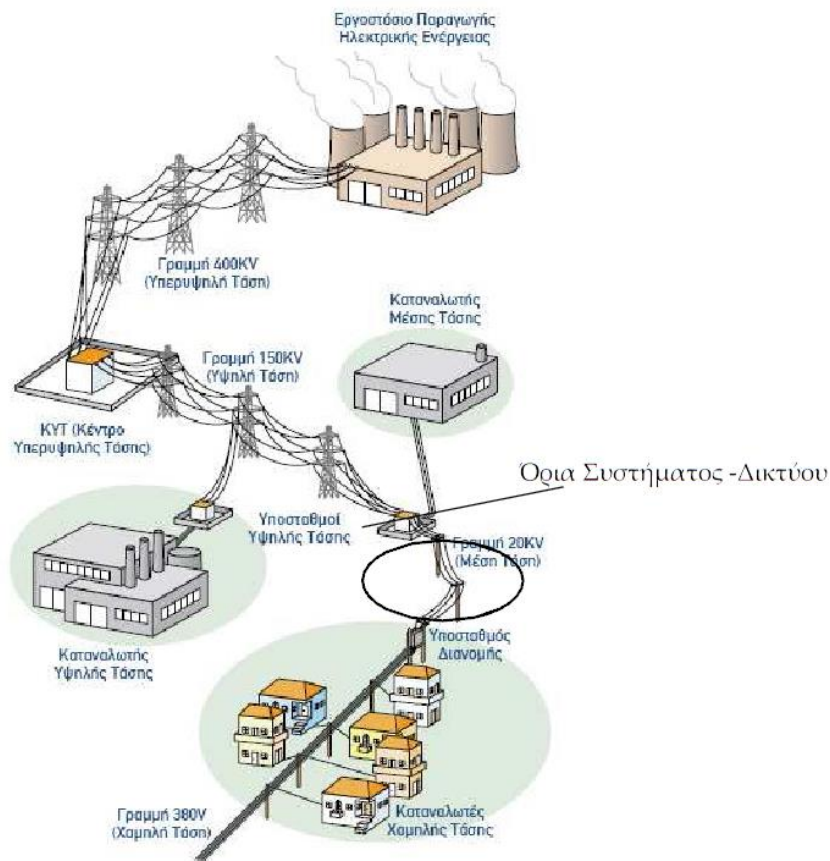 Εργοστάσιο Παραγωγής
Ηλεκτρικής Ενέργειας
Γραμμή 400KV
(Υπερυψηλή Τάση)
Καταναλωτής
Μέσης Τάσης
Γραμμή 150KV
(Υψηλή Τάση)
ΚΥΤ (Κέντρο
Υπερυψηλής Τάσης)
Όρια Συστήματος -Δικτύου
Υποσταθμοί
Υψηλής Τάσης
Γραμμή 20KV
(Μέση Τάση)
Υποσταθμός
Διανομής
Καταναλωτής
Υψηλής Τάσης
Γραμμή 380V
(Χαμηλή Τάση)
Καταναλωτές
Χαμηλής Τάσης